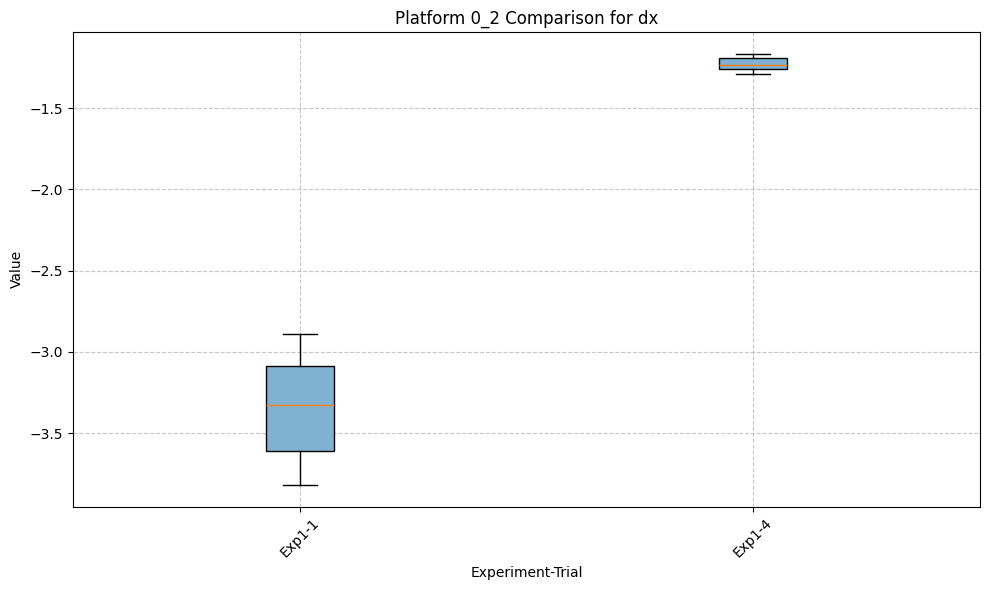 Platform 0_2 Comparison for dx
Value
−1.5
−2.0
−2.5
−3.0
−3.5
Exp1-1
Exp1-4
Experiment-Trial